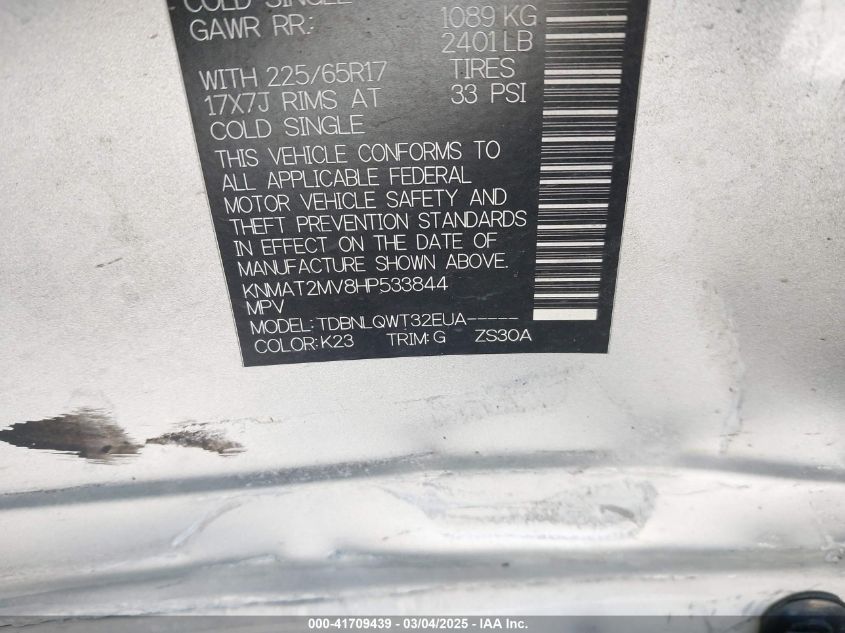 COLD SINGLE
GAWR RR: 1089 KG
2401 LB
WITH 225/65R17 TIRES
17X7J RIMS AT 33 PSI
COLD SINGLE
THIS VEHICLE CONFORMS TO
ALL APPLICABLE FEDERAL
MOTOR VEHICLE SAFETY AND
THEFT PREVENTION STANDARDS
IN EFFECT ON THE DATE OF
MANUFACTURE SHOWN ABOVE.
KNMAT2MV8HP533844
MPV
MODEL: TDBNLQWT32EUA-----
COLOR:K23 TRIM:G ZS30A
000-41709439 - 03/04/2025 - IAA Inc.